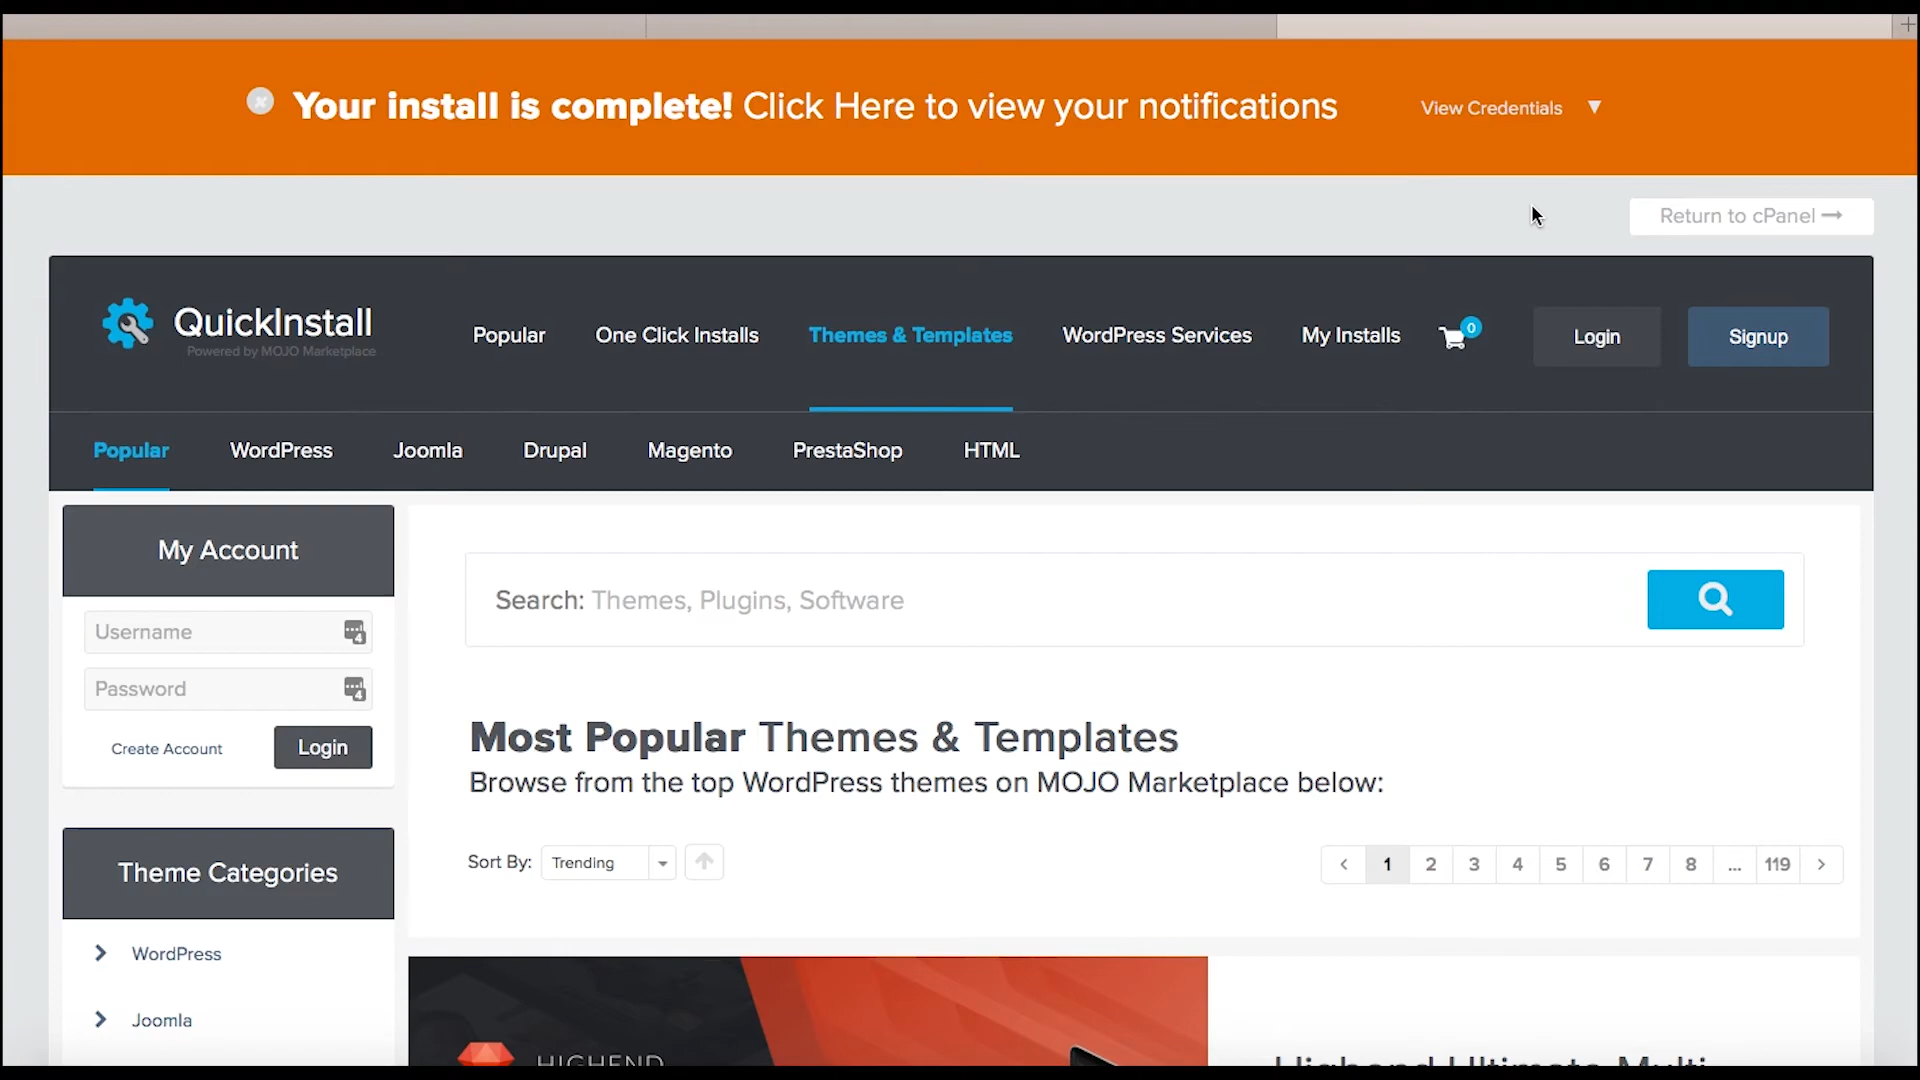 Your install is complete! Click Here to view your notifications
View Credentials ▼
Return to cPanel →
QuickInstall
Powered by MOJO Marketplace
Popular
One Click Installs
Themes & Templates
WordPress Services
My Installs
0
Login
Signup
Popular
WordPress
Joomla
Drupal
Magento
PrestaShop
HTML
My Account
Username
Password
Create Account
Login
Theme Categories
WordPress
Joomla
Search: Themes, Plugins, Software
Most Popular Themes & Templates
Browse from the top WordPress themes on MOJO Marketplace below:
Sort By: Trending
< 1 2 3 4 5 6 7 8 ... 119 >
HIGHEND
Highend Ultimate Multi